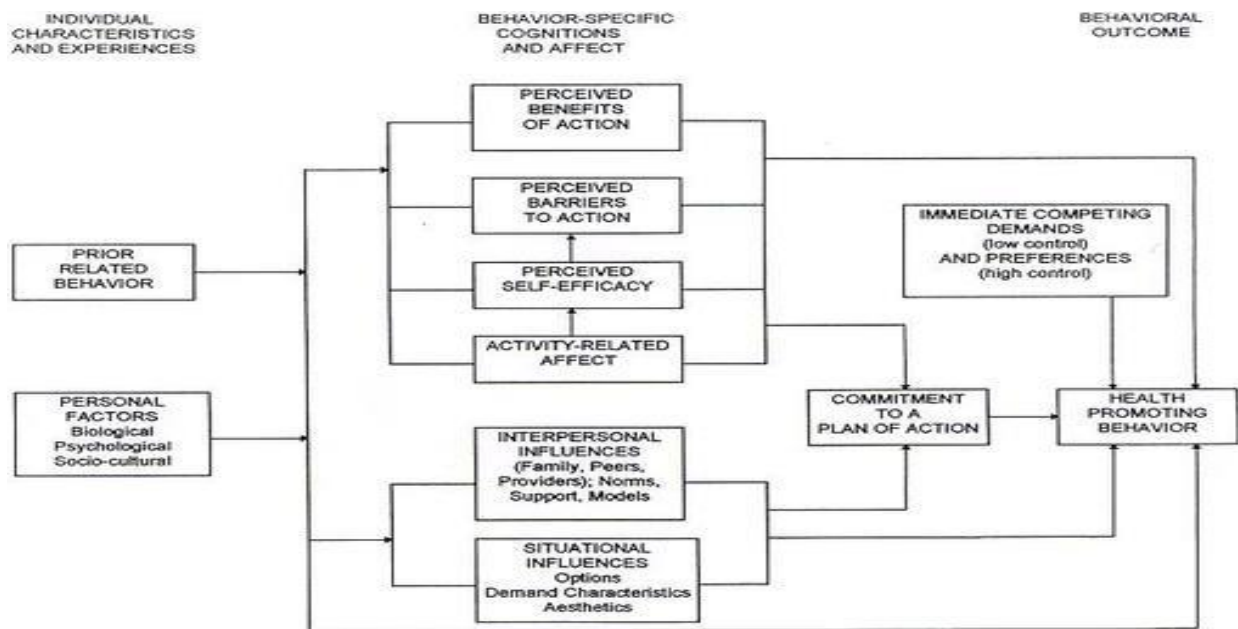 INDIVIDUAL
CHARACTERISTICS
AND EXPERIENCES
BEHAVIOR-SPECIFIC
COGNITIONS
AND AFFECT
BEHAVIORAL
OUTCOME
PERCEIVED
BENEFITS
OF ACTION
PERCEIVED
BARRIERS
TO ACTION
IMMEDIATE COMPETING
DEMANDS
(low control)
AND PREFERENCES
(high control)
PRIOR
RELATED
BEHAVIOR
PERCEIVED
SELF-EFFICACY
ACTIVITY-RELATED
AFFECT
PERSONAL
FACTORS
Biological
Psychological
Socio-cultural
COMMITMENT
TO A
PLAN OF ACTION
HEALTH
PROMOTING
BEHAVIOR
INTERPERSONAL
INFLUENCES
(Family, Peers,
Providers); Norms,
Support, Models
SITUATIONAL
INFLUENCES
Options
Demand Characteristics
Aesthetics